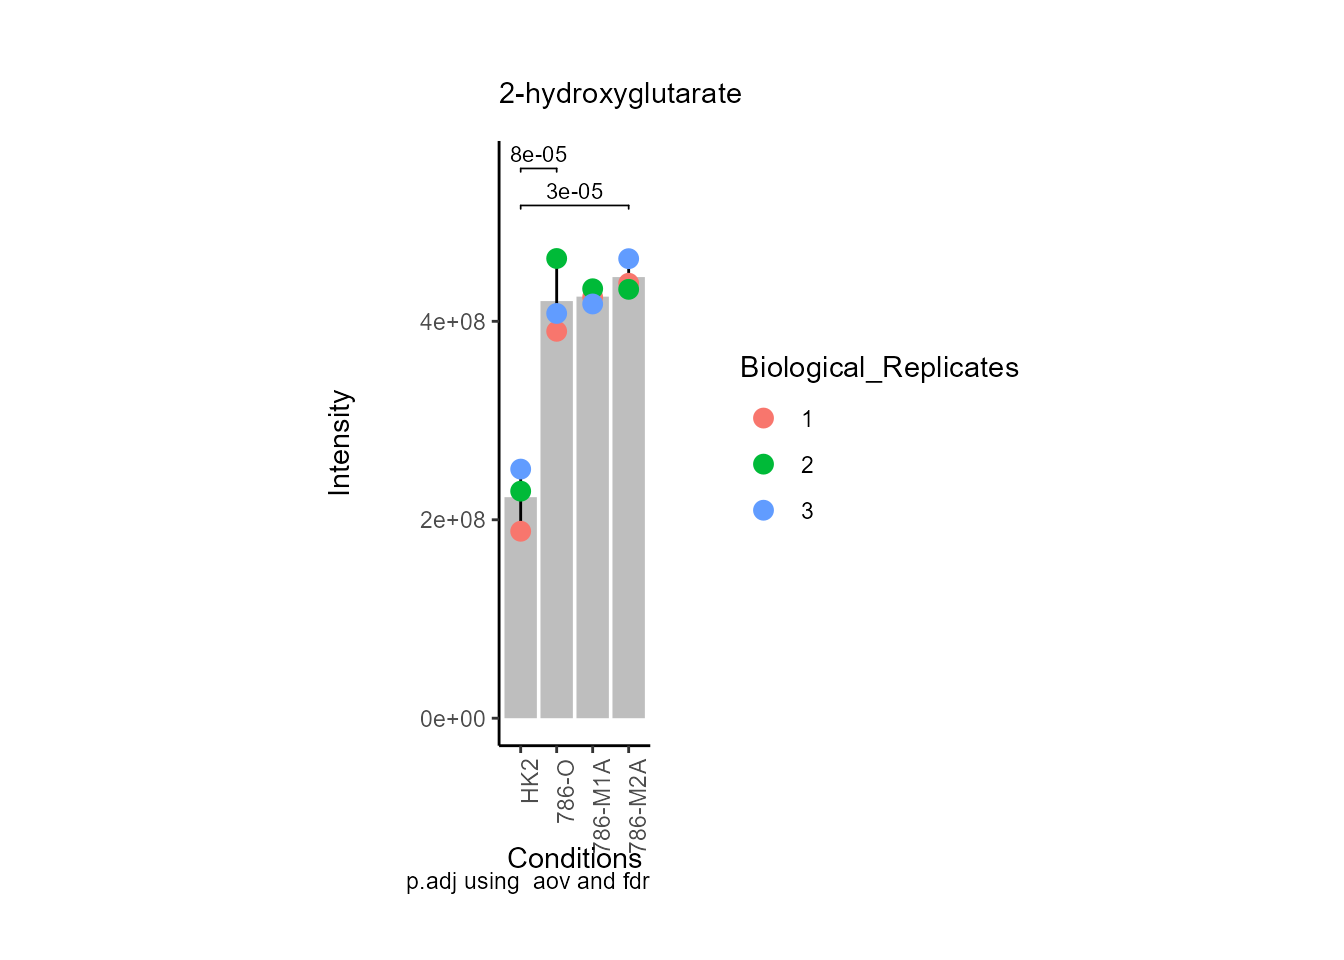 2-hydroxyglutarate
8e-05
3e-05
4e+08
2e+08
0e+00
Intensity
HK2
786-O
786-M1A
786-M2A
Conditions
p.adj using  aov and fdr
Biological_Replicates
1
2
3